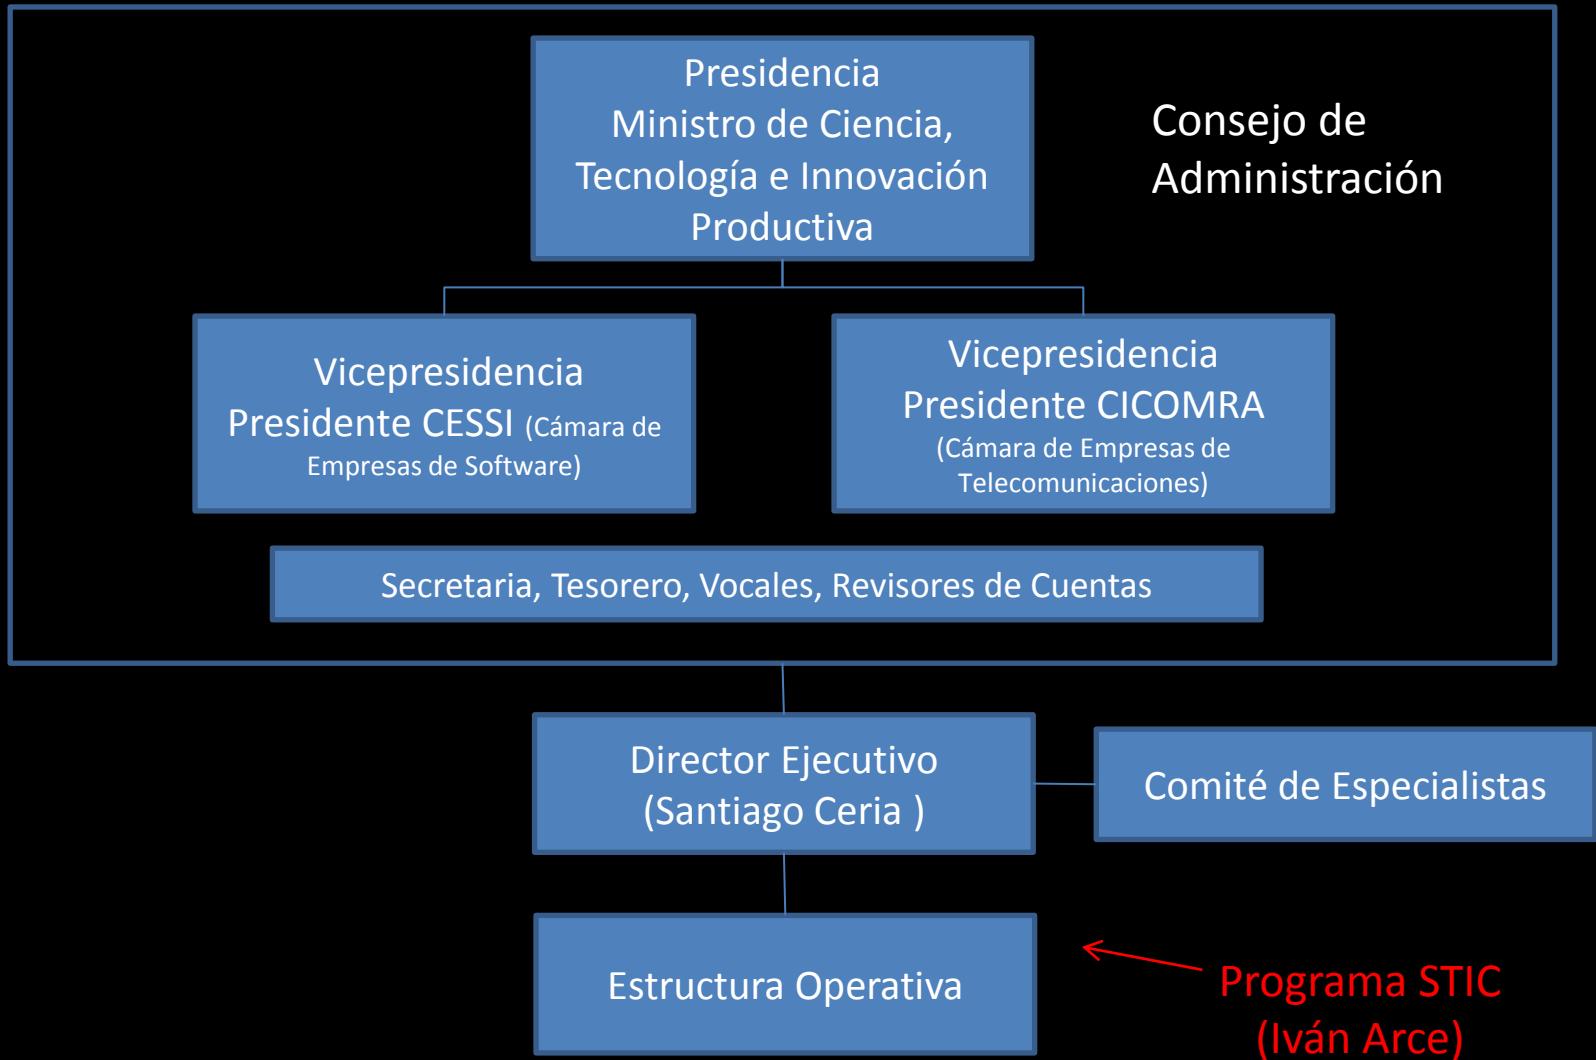 Presidencia
Ministro de Ciencia,
Tecnología e Innovación
Productiva
Consejo de
Administración
Vicepresidencia
Presidente CESSI (Cámara de
Empresas de Software)
Vicepresidencia
Presidente CICOMRA
(Cámara de Empresas de
Telecomunicaciones)
Secretaria, Tesorero, Vocales, Revisores de Cuentas
Director Ejecutivo
(Santiago Ceria )
Comité de Especialistas
Estructura Operativa
Programa STIC
(Iván Arce)